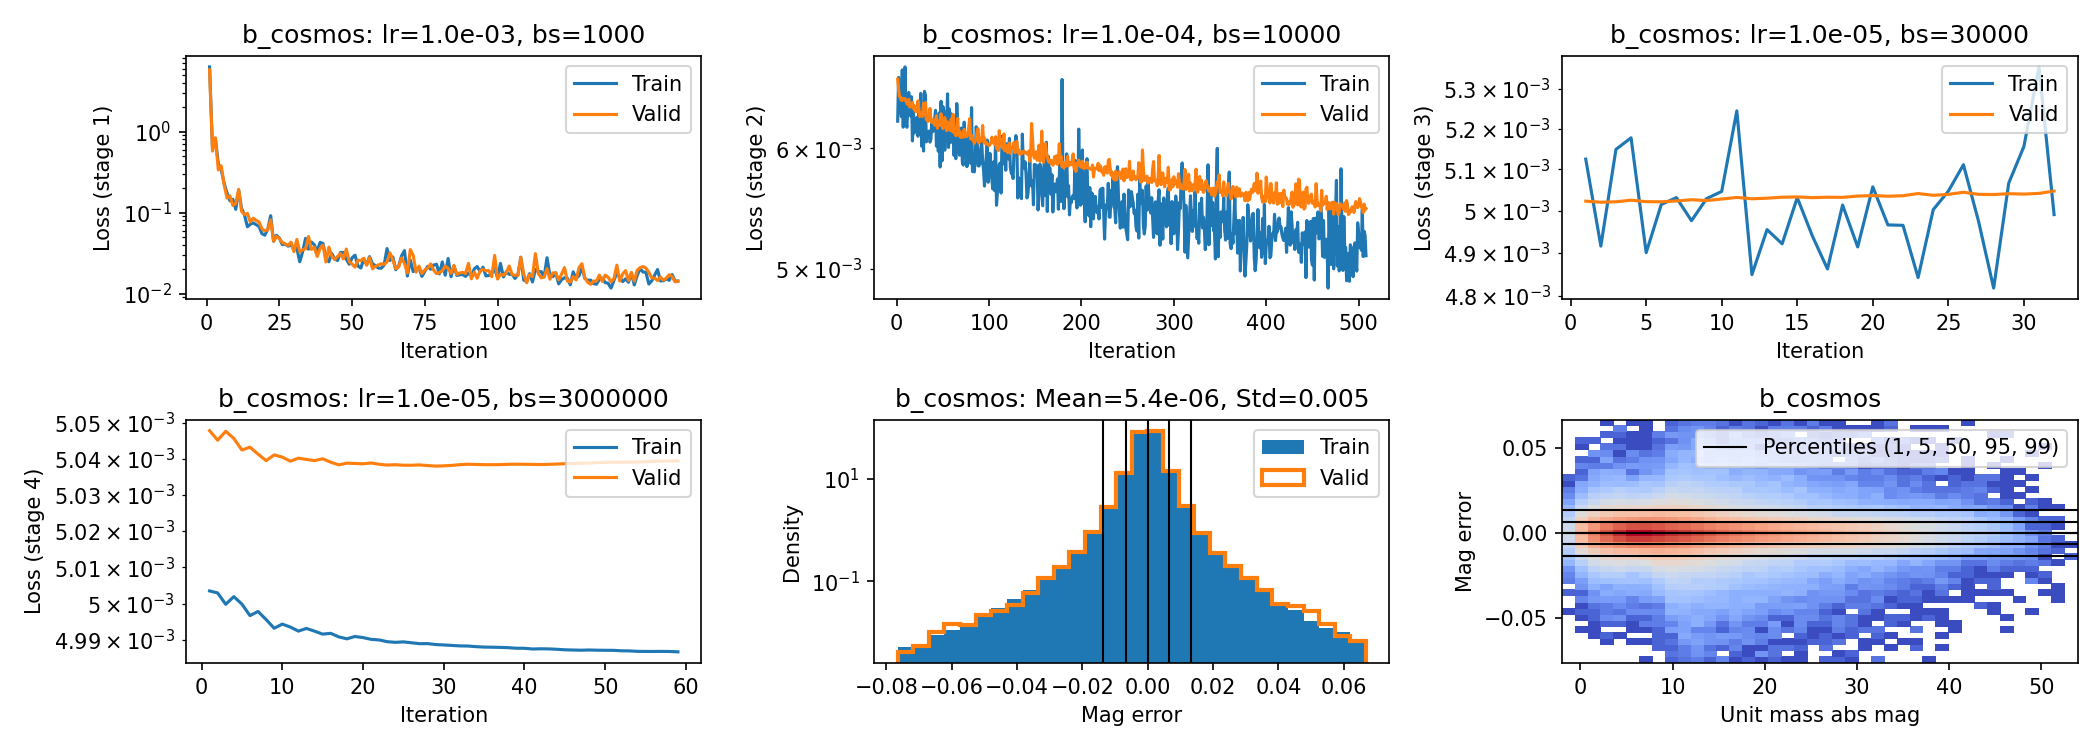 b_cosmos: lr=1.0e-03, bs=1000
Loss (stage 1)
10⁰
10⁻¹
10⁻²
Train
Valid
0 25 50 75 100 125 150
Iteration
b_cosmos: lr=1.0e-04, bs=10000
Loss (stage 2)
6 × 10⁻³
5 × 10⁻³
Train
Valid
0 100 200 300 400 500
Iteration
b_cosmos: lr=1.0e-05, bs=30000
Loss (stage 3)
5.3 × 10⁻³
5.2 × 10⁻³
5.1 × 10⁻³
5 × 10⁻³
4.9 × 10⁻³
4.8 × 10⁻³
Train
Valid
0 5 10 15 20 25 30
Iteration
b_cosmos: lr=1.0e-05, bs=3000000
Loss (stage 4)
5.05 × 10⁻³
5.04 × 10⁻³
5.03 × 10⁻³
5.02 × 10⁻³
5.01 × 10⁻³
5 × 10⁻³
4.99 × 10⁻³
Train
Valid
0 10 20 30 40 50 60
Iteration
b_cosmos: Mean=5.4e-06, Std=0.005
Density
10¹
10⁻¹
Train
Valid
−0.08 −0.06 −0.04 −0.02 0.00 0.02 0.04 0.06
Mag error
b_cosmos
Mag error
0.05
0.00
−0.05
Percentiles (1, 5, 50, 95, 99)
0 10 20 30 40 50
Unit mass abs mag